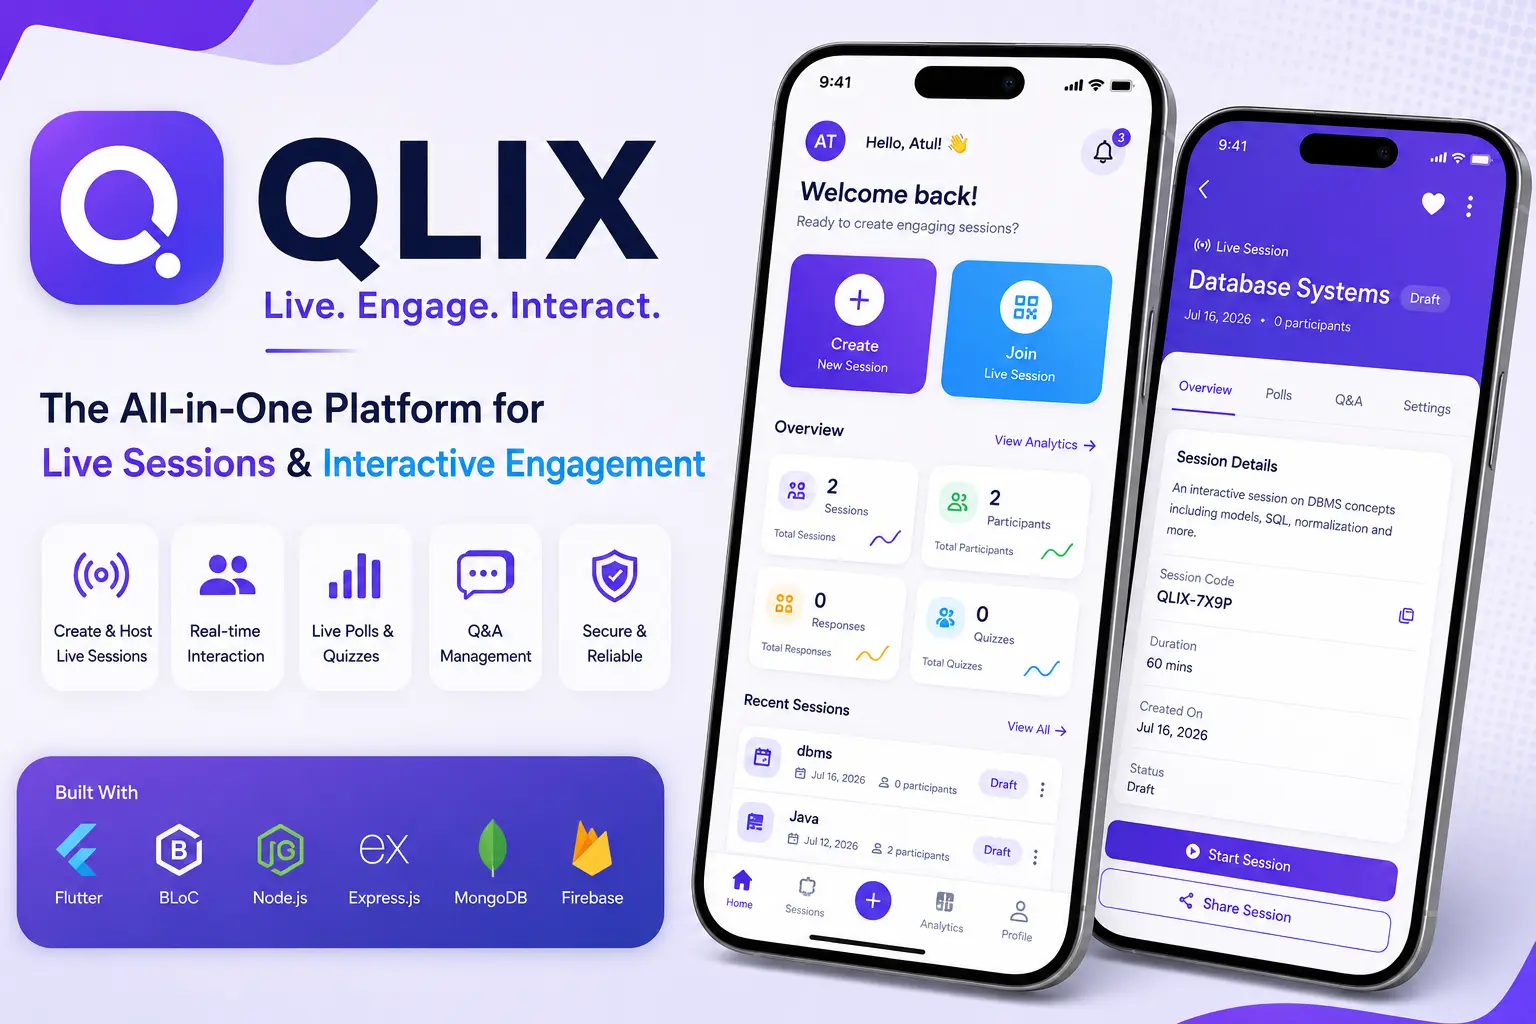 QLIX
Live. Engage. Interact.
The All-in-One Platform for
Live Sessions & Interactive Engagement
Create & Host
Live Sessions
Real-time
Interaction
Live Polls &
Quizzes
Q&A
Management
Secure &
Reliable
Built With
Flutter
B
BLoC
JS
Node.js
ex
Express.js
MongoDB
Firebase
9:41
AT
Hello, Atul! 👋
3
Welcome back!
Ready to create engaging sessions?
Create
New Session
Join
Live Session
Overview
View Analytics →
2
Sessions
Total Sessions
2
Participants
Total Participants
0
Responses
Total Responses
0
Quizzes
Total Quizzes
Recent Sessions
View All →
dbms
Jul 16, 2026 0 participants
Draft
Java
Jul 12, 2026 2 participants
Draft
Home
Sessions
Analytics
Profile
9:41
Live Session
Database Systems Draft
Jul 16, 2026 • 0 participants
Overview Polls Q&A Settings
Session Details
An interactive session on DBMS concepts
including models, SQL, normalization and
more.
Session Code
QLIX-7X9P
Duration
60 mins
Created On
Jul 16, 2026
Status
Draft
Start Session
Share Session